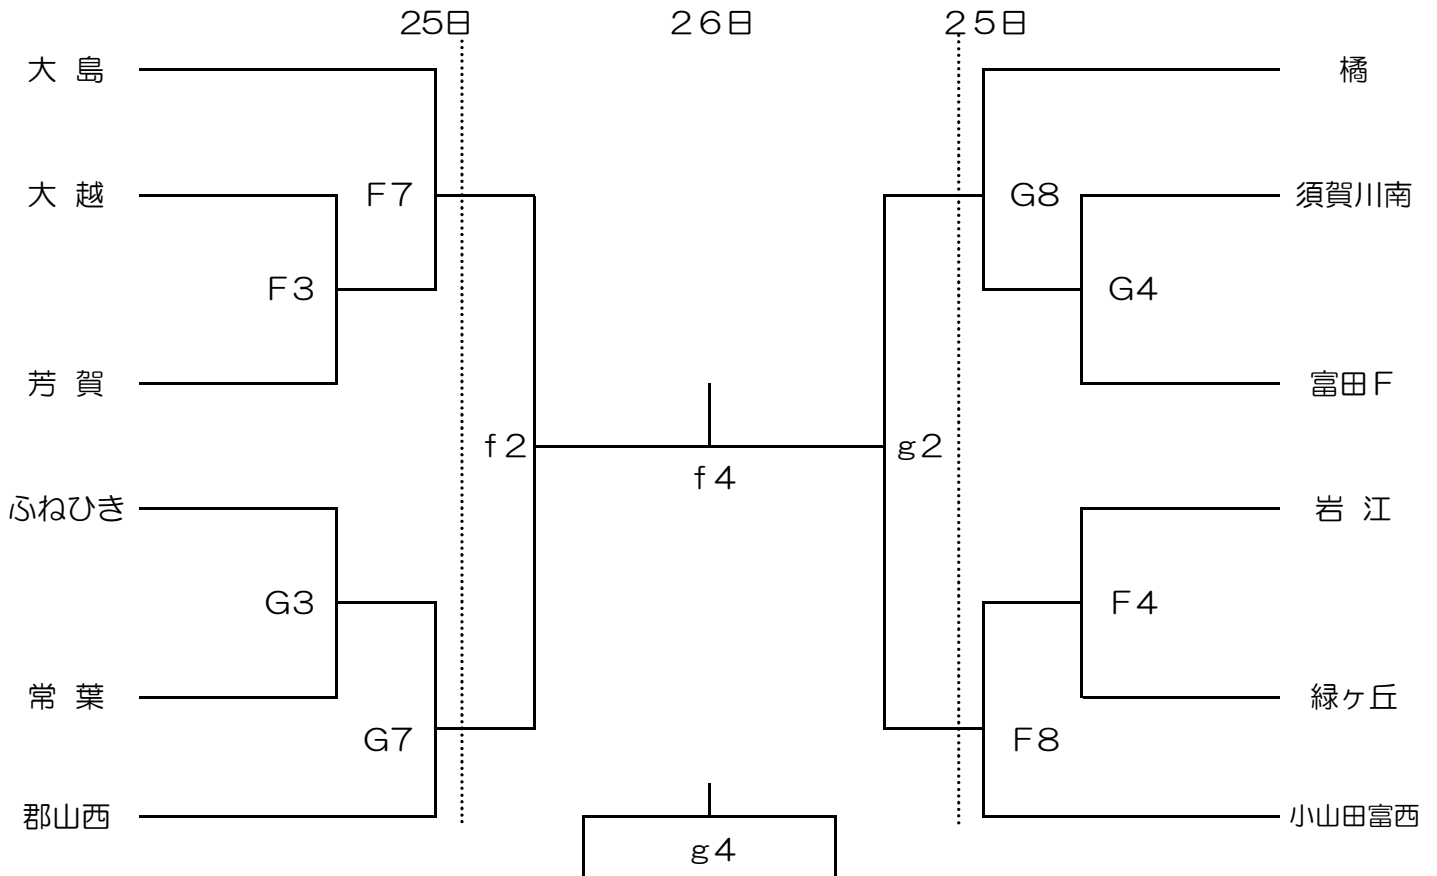 25日 26日 25日
大島 橘
大越 F7 G8 須賀川南
F3 G4
芳賀 富田F
f2 g2
f4
ふねひき 岩江
G3 F4
常葉 緑ヶ丘
G7 F8
郡山西 小山田富西
g4